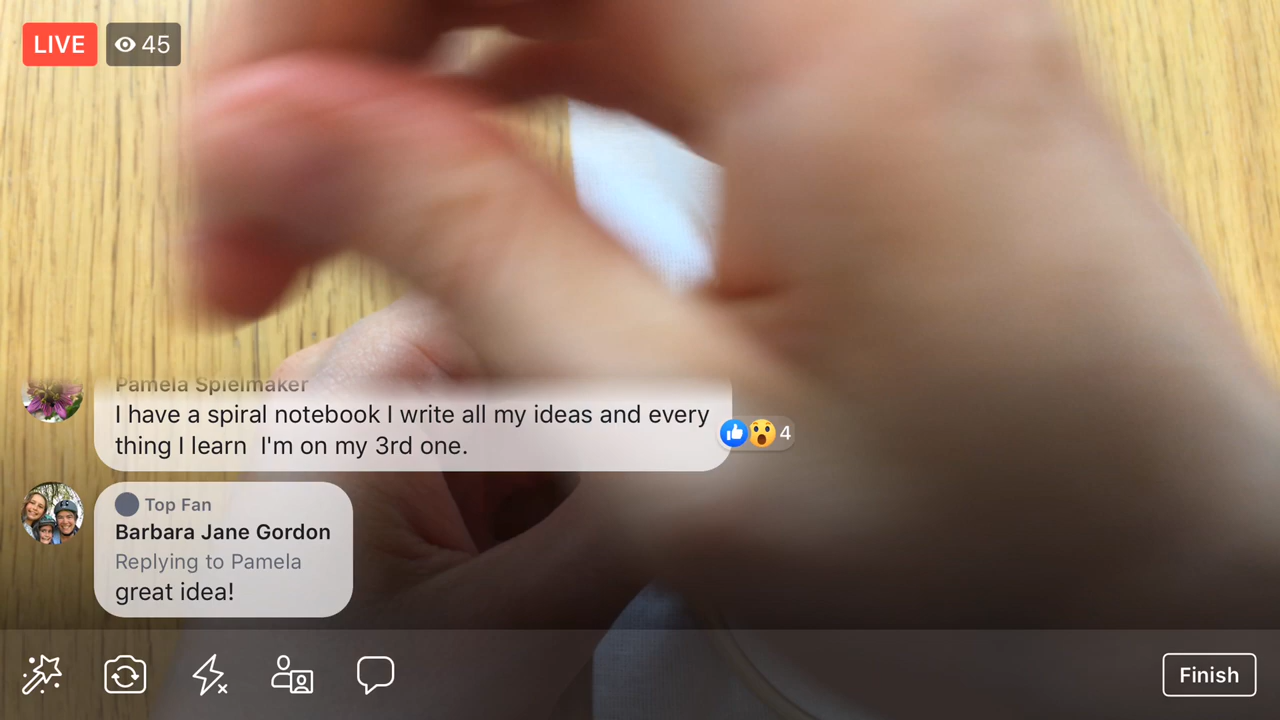 LIVE
45
Pamela Spielmaker
I have a spiral notebook I write all my ideas and every
thing I learn  I'm on my 3rd one.
4
Top Fan
Barbara Jane Gordon
Replying to Pamela
great idea!
Finish